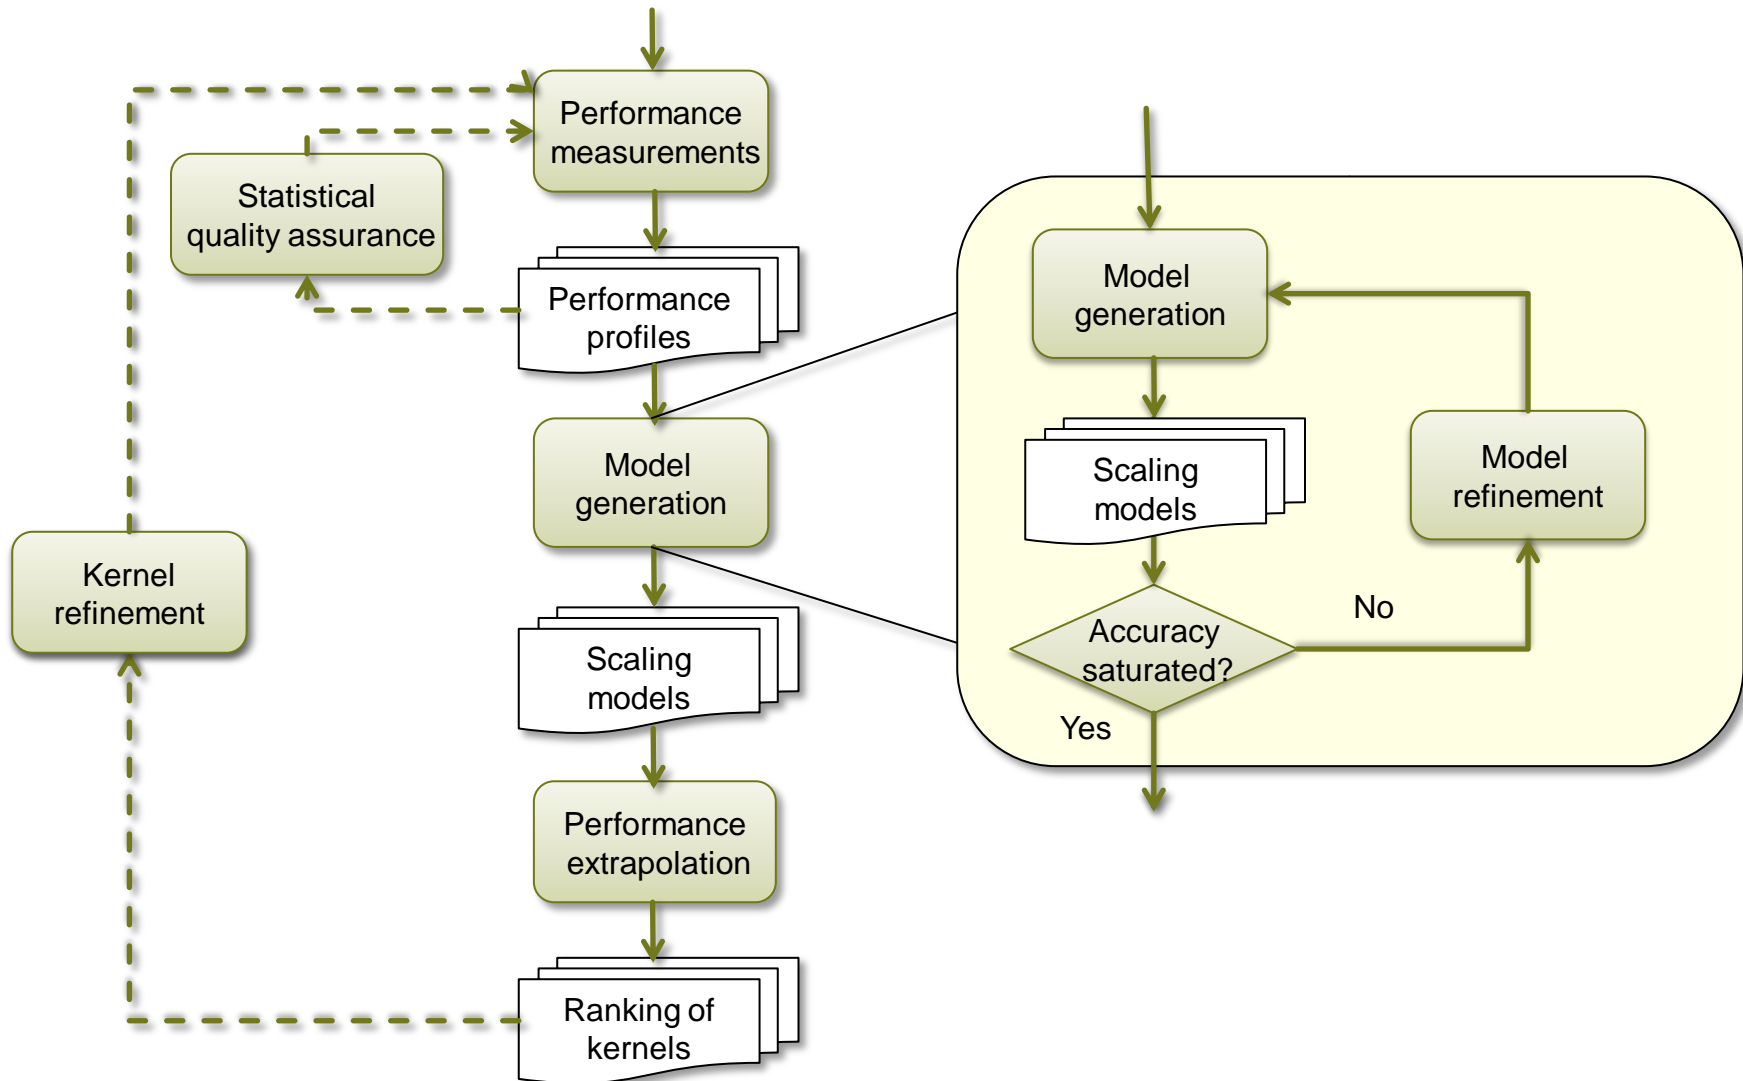 Performance
measurements
Statistical
quality assurance
Performance
profiles
Model
generation
Kernel
refinement
Scaling
models
Performance
extrapolation
Ranking of
kernels
Model
generation
Scaling
models
Model
refinement
Accuracy
saturated?
No
Yes